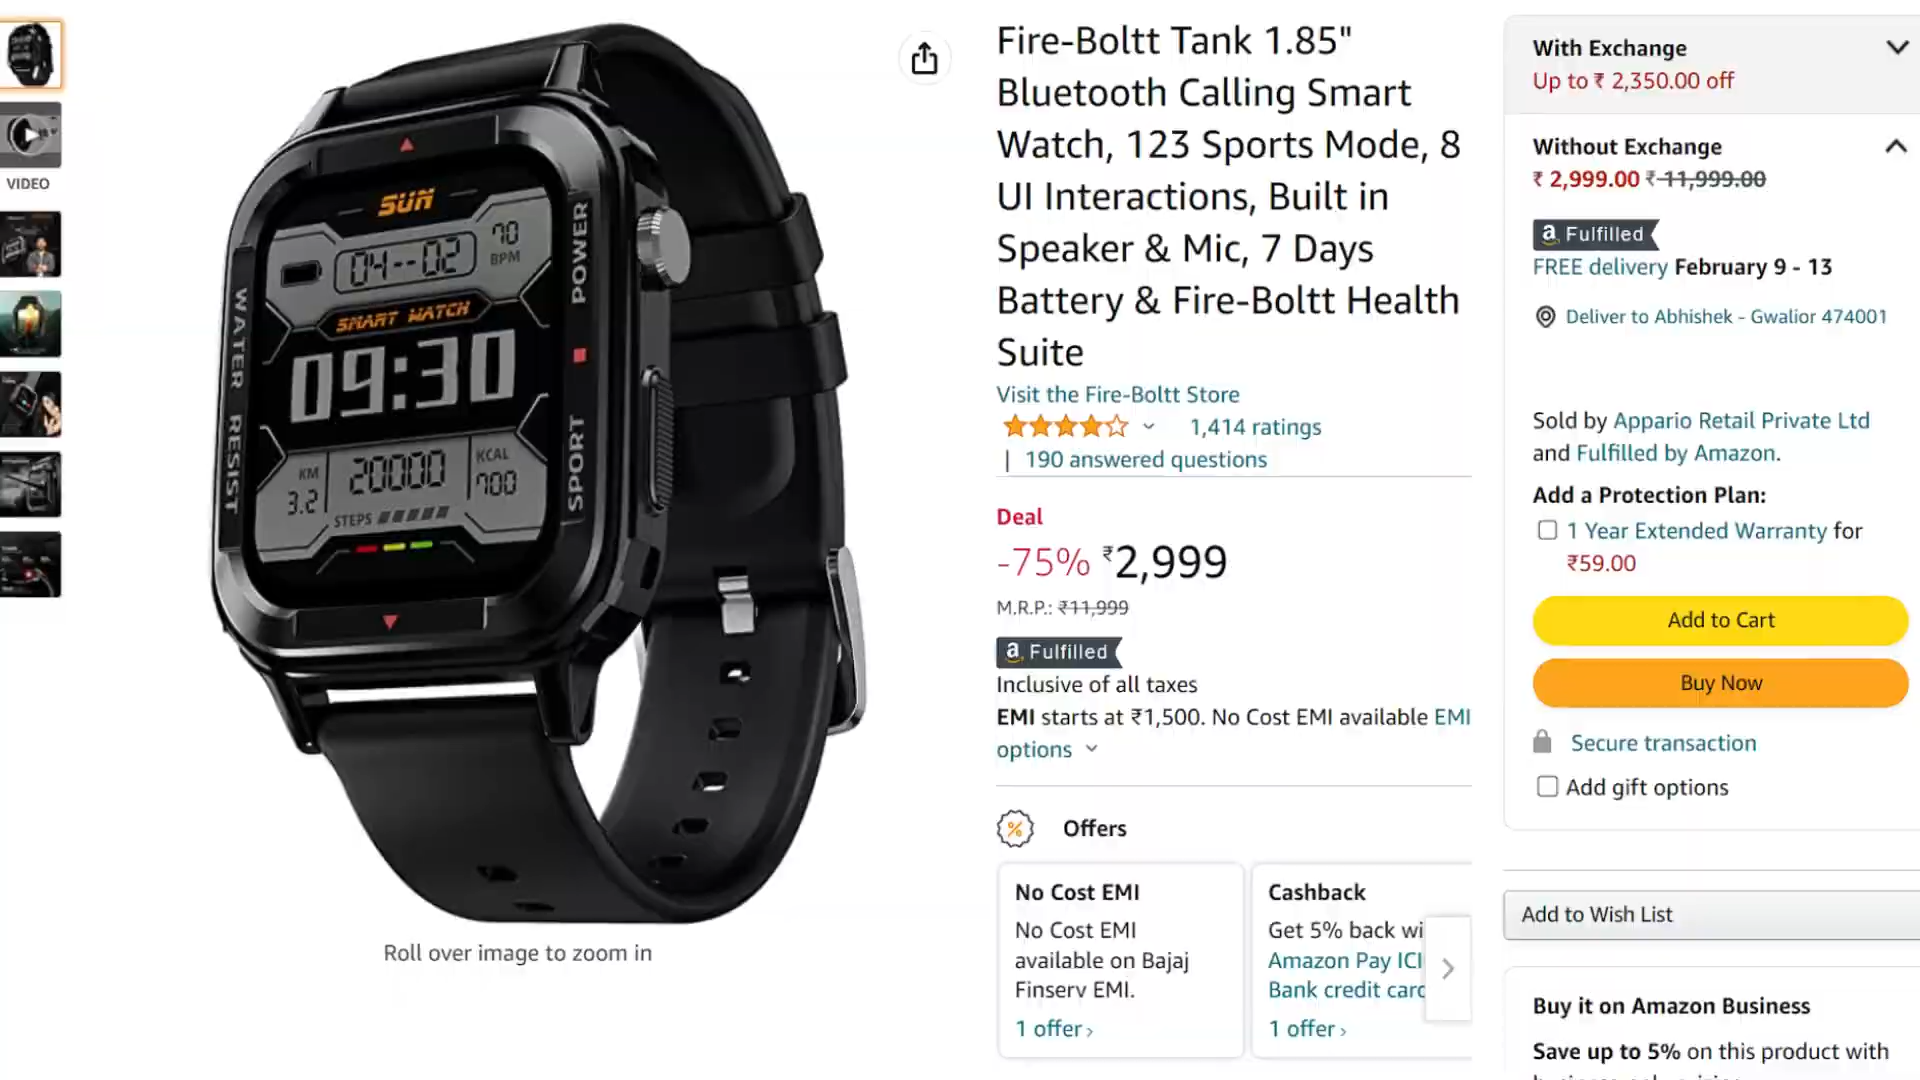 VIDEO
SUN
04--02
70
BPM
SMART WATCH
09:30
KM
3.2
20000
STEPS
KCAL
700
WATER RESIST
POWER
SPORT
Roll over image to zoom in
Fire-Boltt Tank 1.85"
Bluetooth Calling Smart
Watch, 123 Sports Mode, 8
UI Interactions, Built in
Speaker & Mic, 7 Days
Battery & Fire-Boltt Health
Suite
Visit the Fire-Boltt Store
1,414 ratings
| 190 answered questions
Deal
-75% ₹2,999
M.R.P.: ₹11,999
a Fulfilled
Inclusive of all taxes
EMI starts at ₹1,500. No Cost EMI available EMI
options
% Offers
No Cost EMI
No Cost EMI
available on Bajaj
Finserv EMI.
1 offer ›
Cashback
Get 5% back wi
Amazon Pay ICI
Bank credit card
1 offer ›
With Exchange
Up to ₹ 2,350.00 off
Without Exchange
₹ 2,999.00 ₹ 11,999.00
a Fulfilled
FREE delivery February 9 - 13
Deliver to Abhishek - Gwalior 474001
Sold by Appario Retail Private Ltd
and Fulfilled by Amazon.
Add a Protection Plan:
1 Year Extended Warranty for
₹59.00
Add to Cart
Buy Now
Secure transaction
Add gift options
Add to Wish List
Buy it on Amazon Business
Save up to 5% on this product with